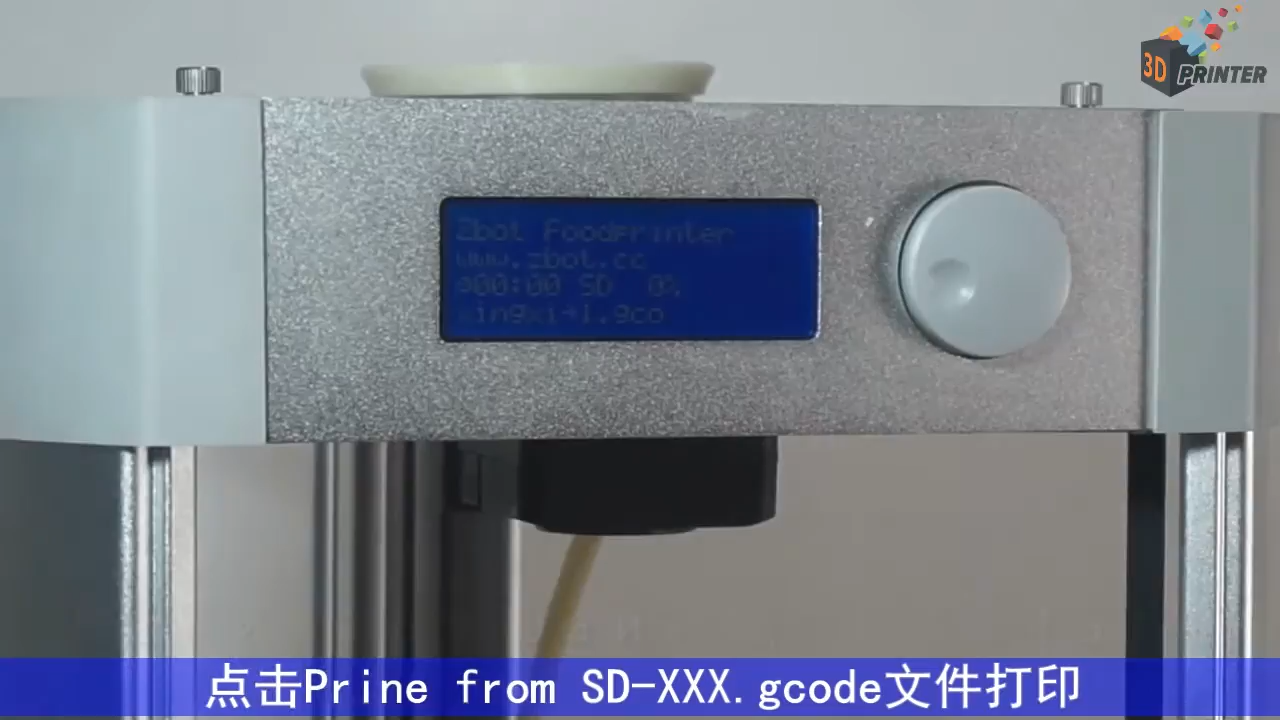 3D PRINTER
Zbot Foodprinter
www.zbot.cc
00:00 SD 0%
点击Prine from SD-XXX.gcode文件打印